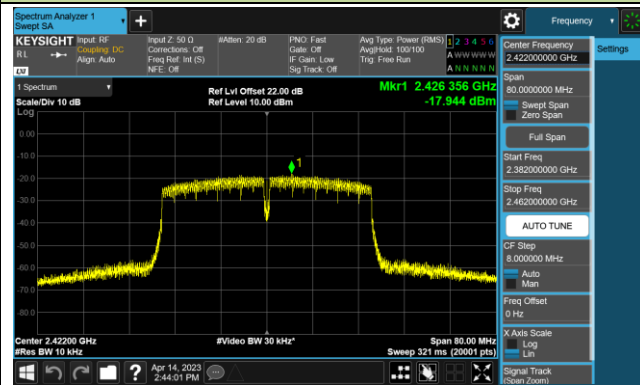 Spectrum Analyzer 1
Swept SA
Frequency
KEYSIGHT
Input: RF
Coupling: DC
Align: Auto
Input Z: 50 Ω
Corrections: Off
Freq Ref: Int (S)
NFE: Off
#Atten: 20 dB
PNO: Fast
Gate: Off
IF Gain: Low
Sig Track: Off
Avg Type: Power (RMS)
Avg|Hold: 100/100
Trig: Free Run
1 2 3 4 5 6
A W W W W W
A N N N N N
R L
LXI
1 Spectrum
Scale/Div 10 dB
Ref Lvl Offset 22.00 dB
Ref Level 10.00 dBm
Mkr1 2.426 356 GHz
-17.944 dBm
Log
0.00
-10.0
-20.0
-30.0
-40.0
-50.0
-60.0
-70.0
-80.0
1
Center 2.42200 GHz
#Res BW 10 kHz
#Video BW 30 kHz*
Span 80.00 MHz
Sweep 321 ms (20001 pts)
Apr 14, 2023
2:44:01 PM
Center Frequency
2.422000000 GHz
Span
80.0000000 MHz
Swept Span
Zero Span
Full Span
Start Freq
2.382000000 GHz
Stop Freq
2.462000000 GHz
AUTO TUNE
CF Step
8.000000 MHz
Auto
Man
Freq Offset
0 Hz
X Axis Scale
Log
Lin
Signal Track
(Span Zoom)
Settings